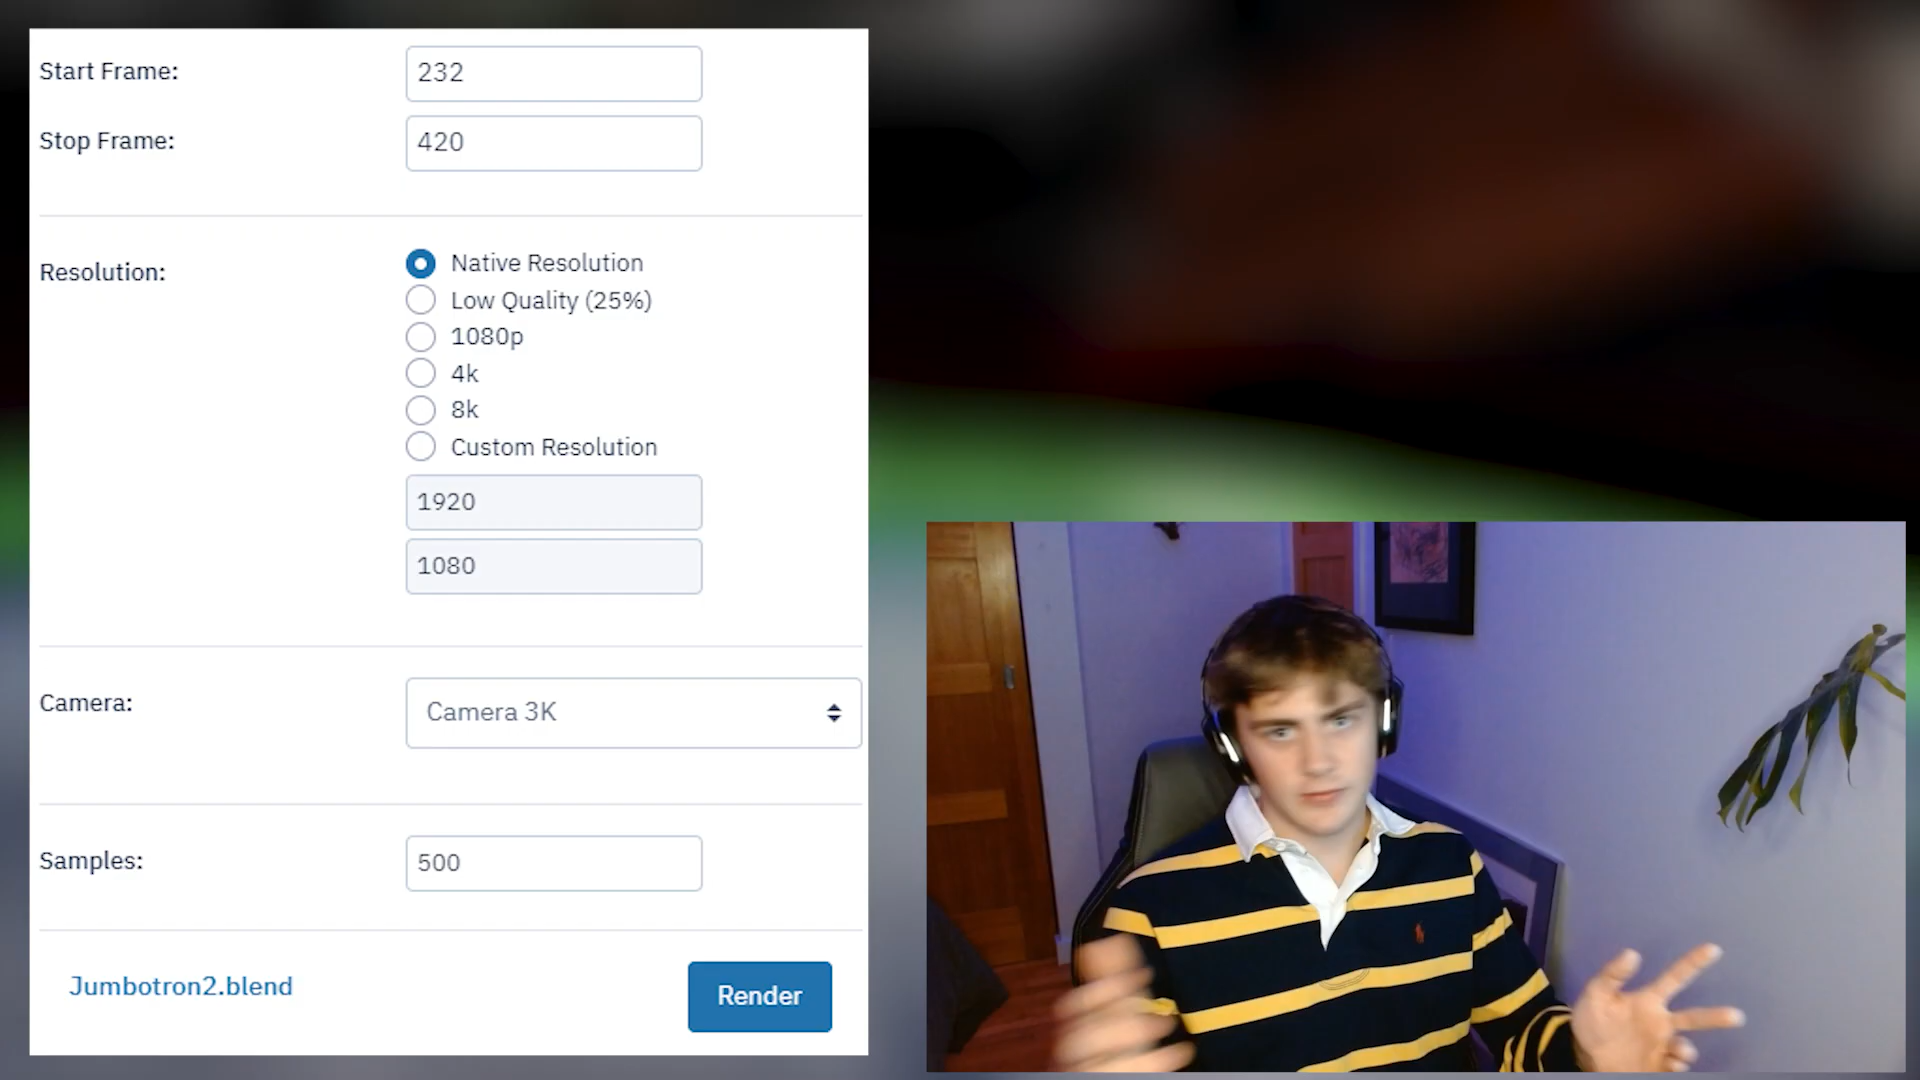 Start Frame: 232
Stop Frame: 420
Resolution: Native Resolution
Low Quality (25%)
1080p
4k
8k
Custom Resolution
1920
1080
Camera: Camera 3K
Samples: 500
Jumbotron2.blend Render